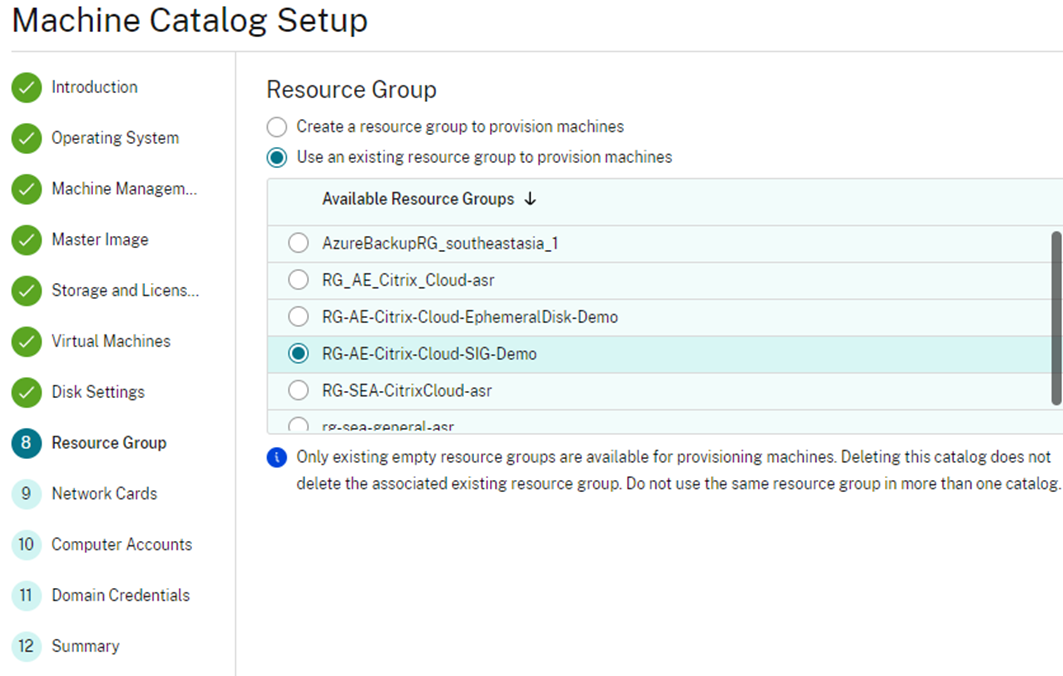 Machine Catalog Setup
Introduction
Operating System
Machine Managem...
Master Image
Storage and Licens...
Virtual Machines
Disk Settings
8 Resource Group
9 Network Cards
10 Computer Accounts
11 Domain Credentials
12 Summary
Resource Group
Create a resource group to provision machines
Use an existing resource group to provision machines
Available Resource Groups ↓
AzureBackupRG_southeastasia_1
RG_AE_Citrix_Cloud-asr
RG-AE-Citrix-Cloud-EphemeralDisk-Demo
RG-AE-Citrix-Cloud-SIG-Demo
RG-SEA-CitrixCloud-asr
rg-sea-general-asr
Only existing empty resource groups are available for provisioning machines. Deleting this catalog does not
delete the associated existing resource group. Do not use the same resource group in more than one catalog.